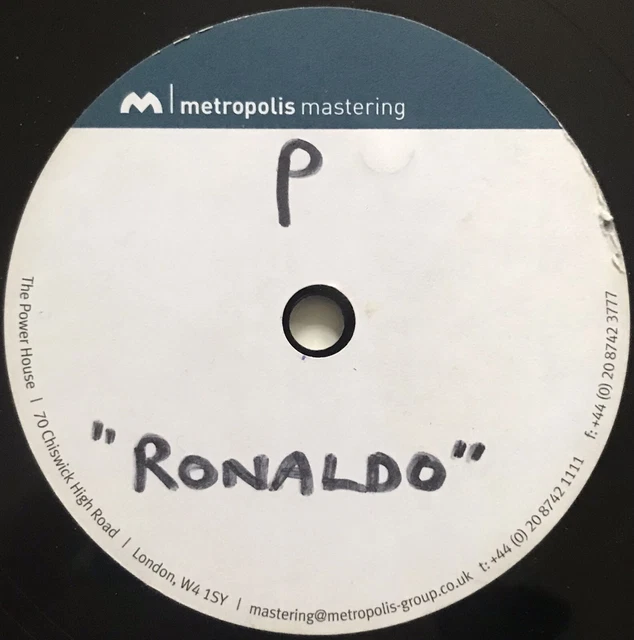 metropolis mastering
P
"RONALDO"
The Power House | 70 Chiswick High Road | London, W4 1SY | mastering@metropolis-group.co.uk t: +44 (0) 20 8742 1111 f: +44 (0) 20 8742 3777